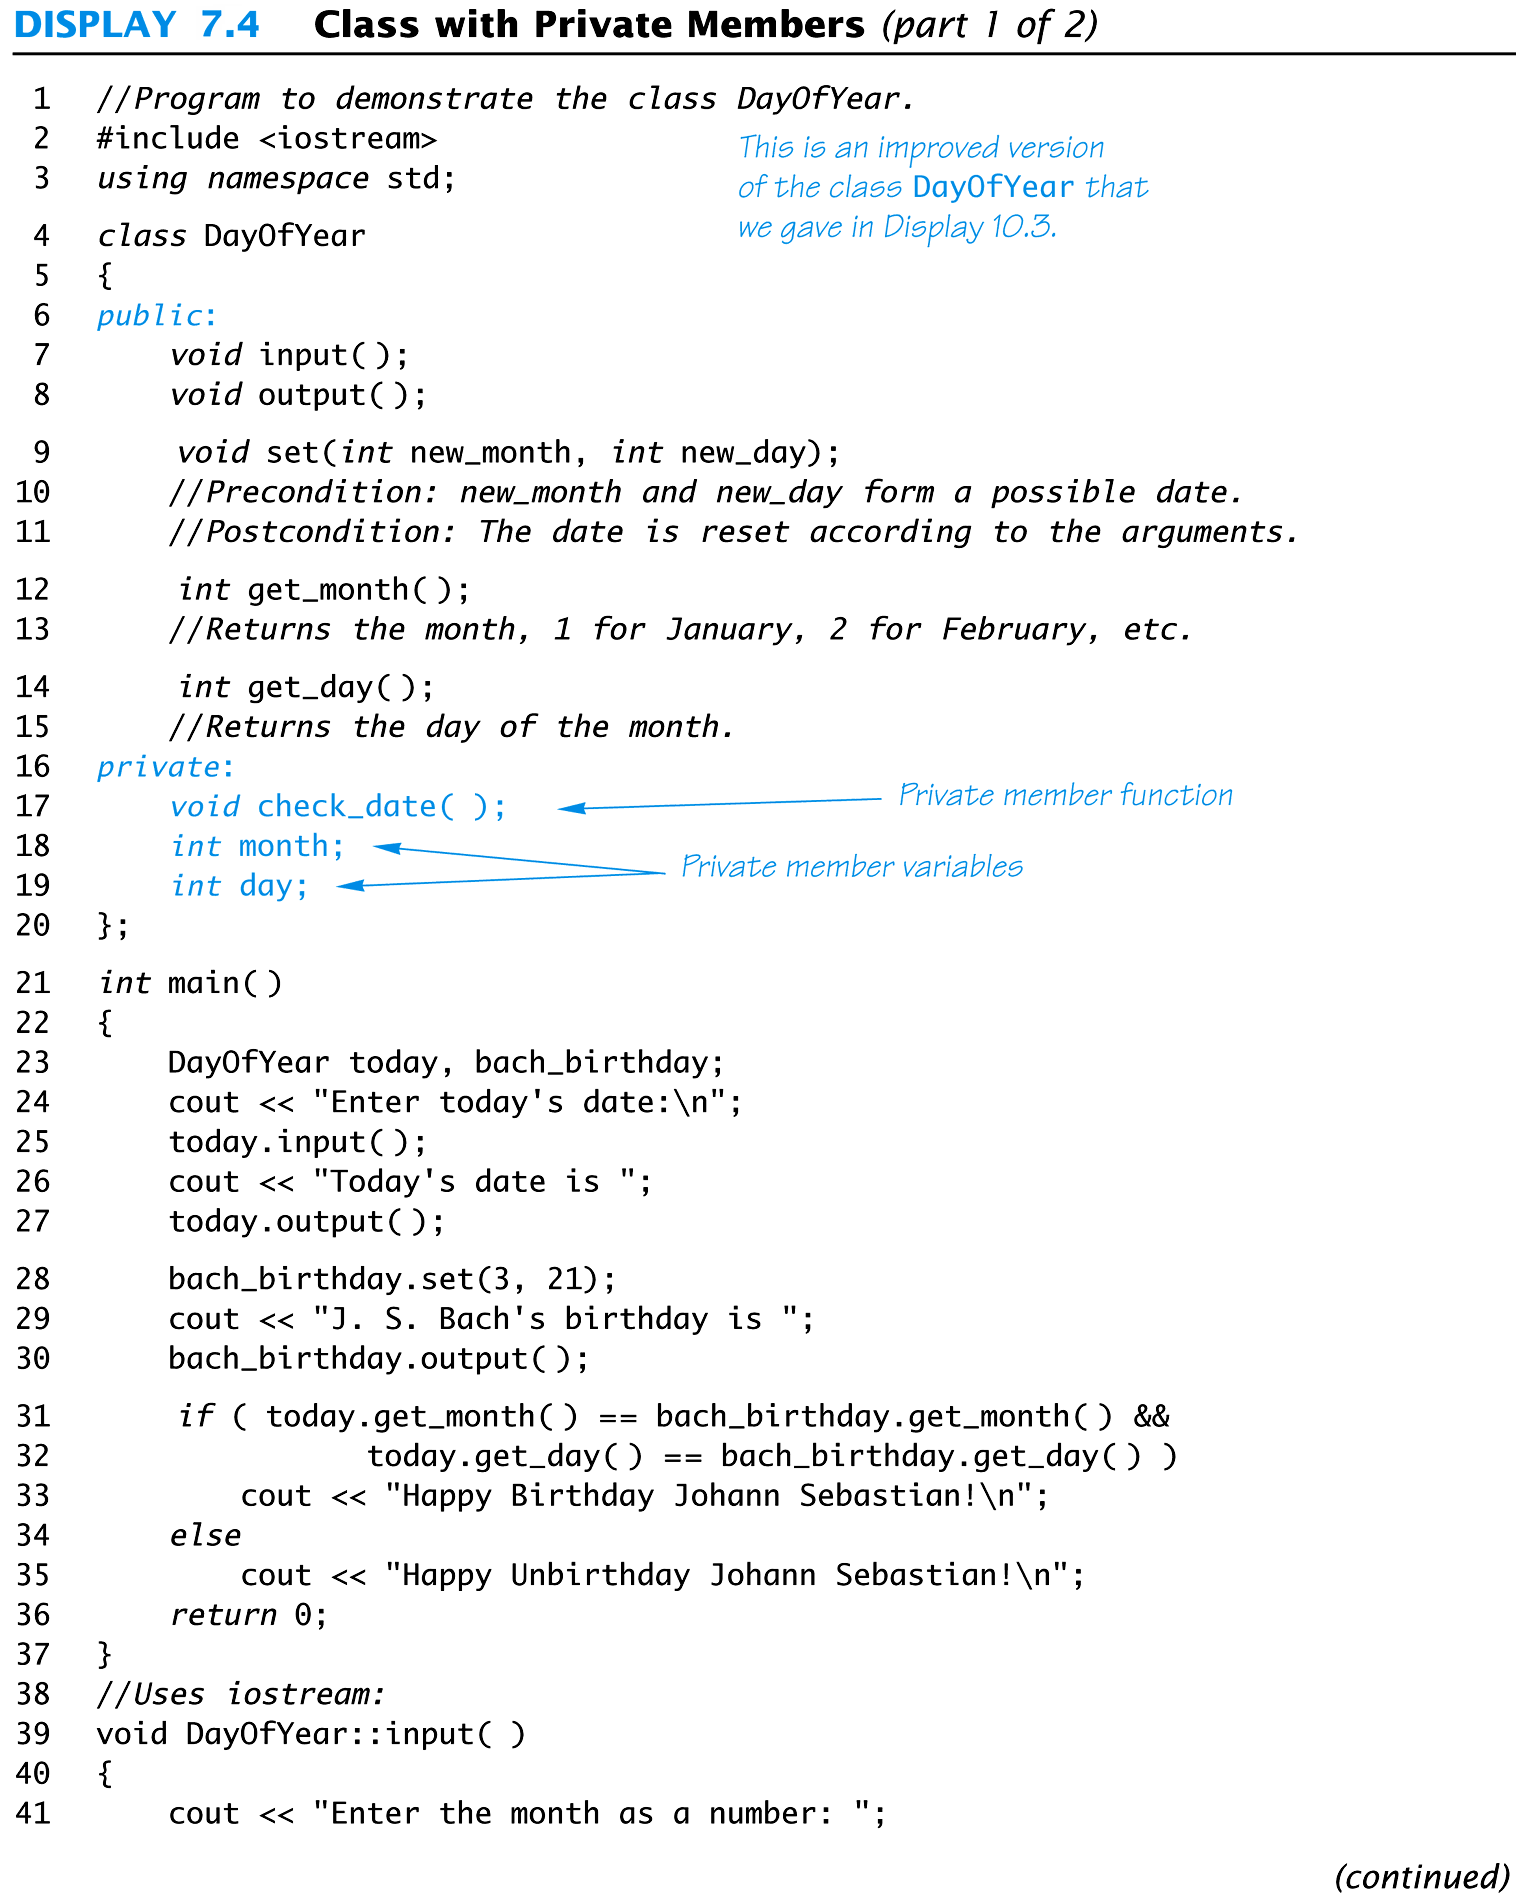 DISPLAY 7.4 Class with Private Members (part 1 of 2)
1 //Program to demonstrate the class DayOfYear.
2 #include <iostream>
3 using namespace std;
This is an improved version
of the class DayOfYear that
we gave in Display 10.3.
4 class DayOfYear
5 {
6 public:
7 void input( );
8 void output( );
9 void set(int new_month, int new_day);
10 //Precondition: new_month and new_day form a possible date.
11 //Postcondition: The date is reset according to the arguments.
12 int get_month( );
13 //Returns the month, 1 for January, 2 for February, etc.
14 int get_day( );
15 //Returns the day of the month.
16 private:
17 void check_date( ); Private member function
18 int month;
Private member variables
19 int day;
20 };
21 int main( )
22 {
23 DayOfYear today, bach_birthday;
24 cout << "Enter today's date:\n";
25 today.input( );
26 cout << "Today's date is ";
27 today.output( );
28 bach_birthday.set(3, 21);
29 cout << "J. S. Bach's birthday is ";
30 bach_birthday.output( );
31 if ( today.get_month( ) == bach_birthday.get_month( ) &&
32 today.get_day( ) == bach_birthday.get_day( ) )
33 cout << "Happy Birthday Johann Sebastian!\n";
34 else
35 cout << "Happy Unbirthday Johann Sebastian!\n";
36 return 0;
37 }
38 //Uses iostream:
39 void DayOfYear::input( )
40 {
41 cout << "Enter the month as a number: ";
(continued)